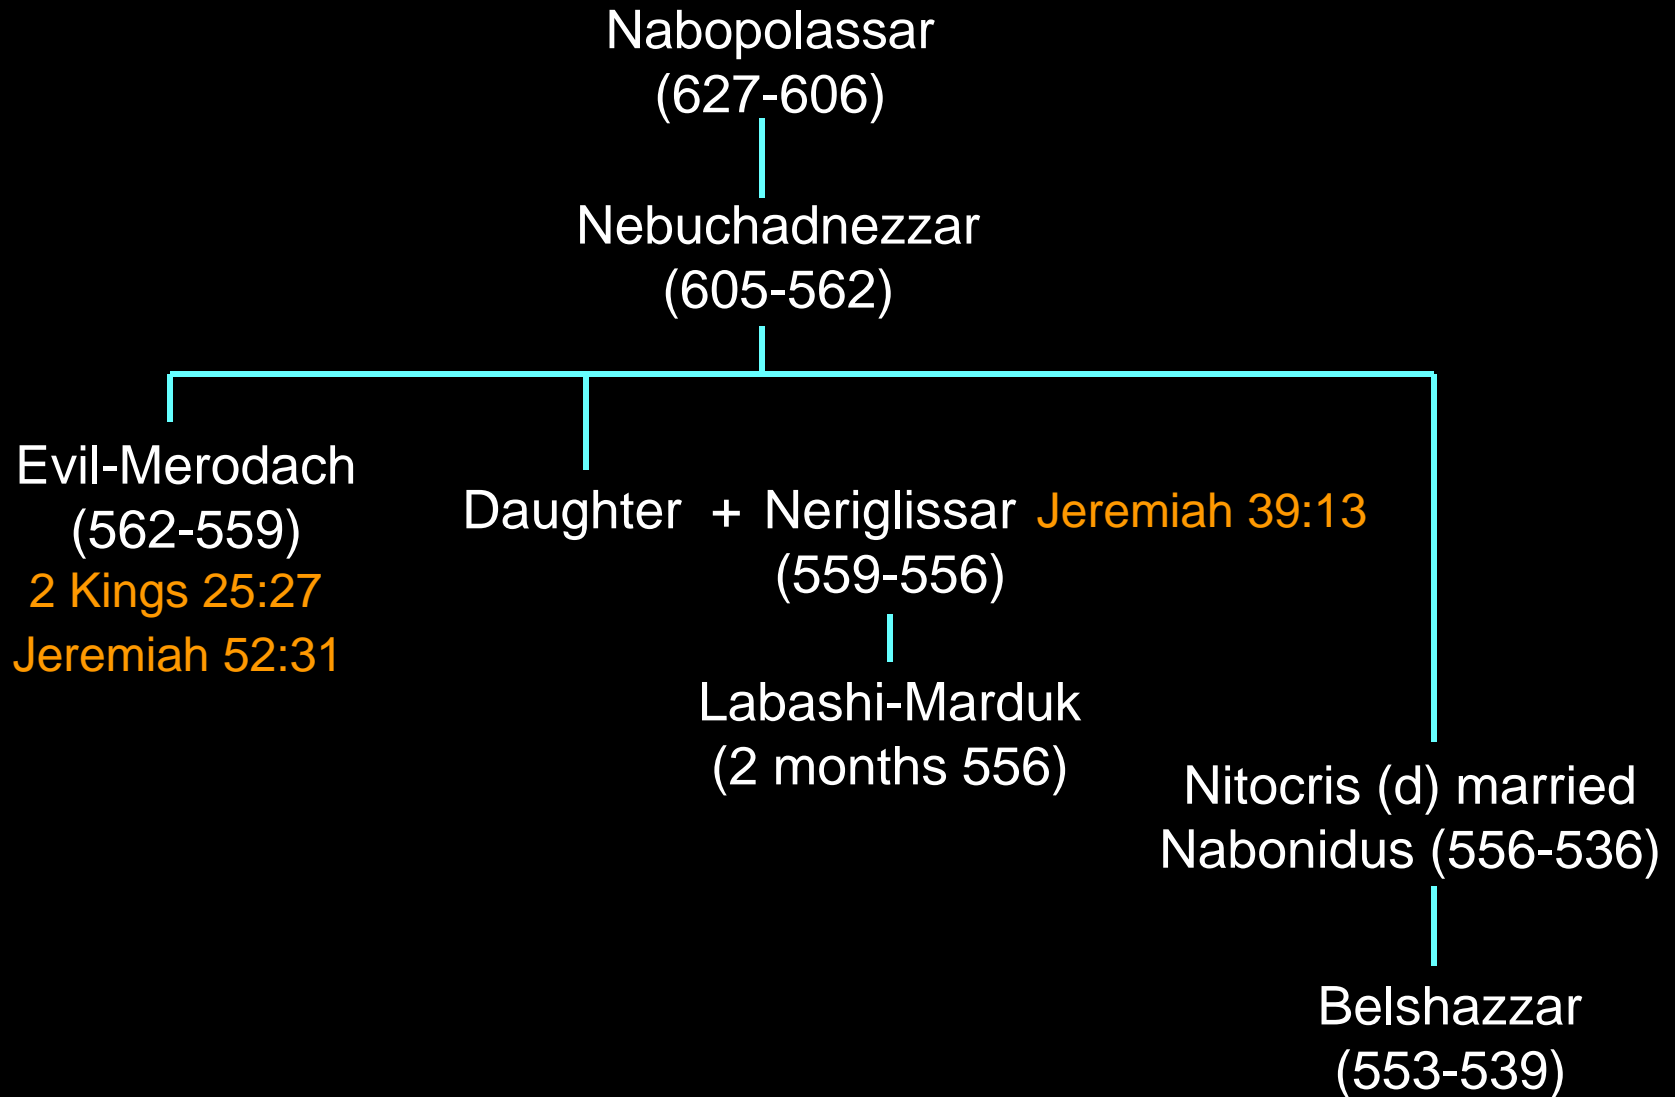 Nabopolassar
(627-606)
Nebuchadnezzar
(605-562)
Evil-Merodach
(562-559)
2 Kings 25:27
Jeremiah 52:31
Daughter + Neriglissar Jeremiah 39:13
(559-556)
Labashi-Marduk
(2 months 556)
Nitocris (d) married
Nabonidus (556-536)
Belshazzar
(553-539)